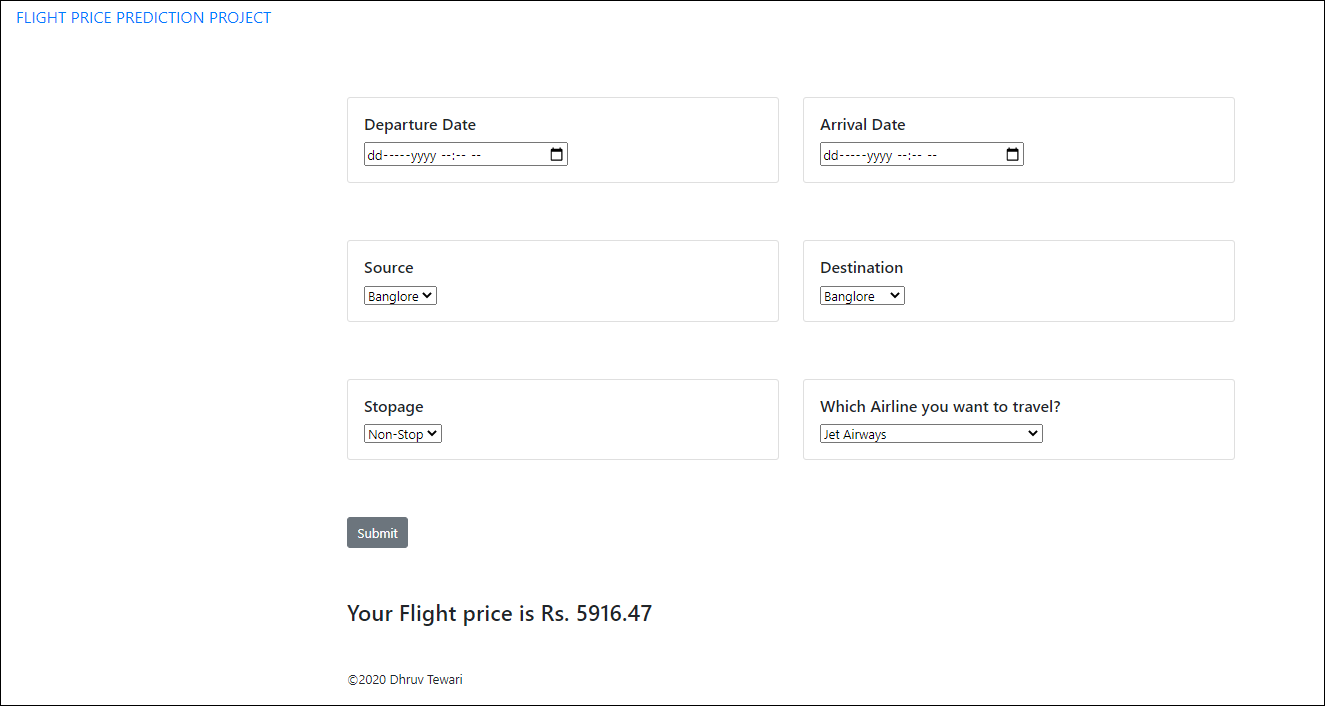 FLIGHT PRICE PREDICTION PROJECT
Departure Date
dd-----yyyy --:-- --
Arrival Date
dd-----yyyy --:-- --
Source
Banglore
Destination
Banglore
Stopage
Non-Stop
Which Airline you want to travel?
Jet Airways
Submit
Your Flight price is Rs. 5916.47
©2020 Dhruv Tewari